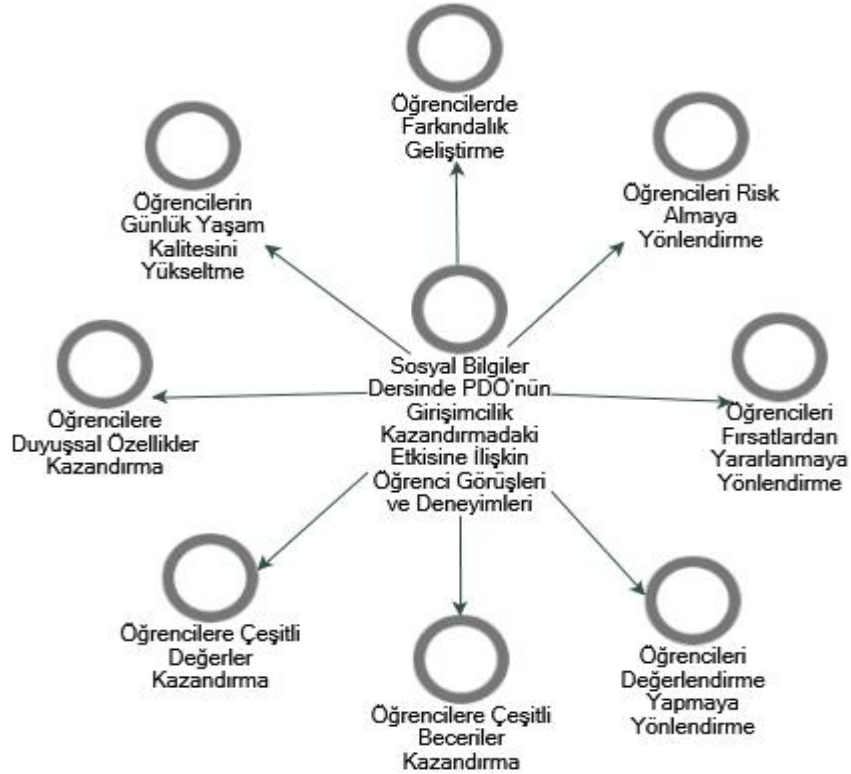 Öğrencilerde
Farkındalık
Geliştirme
Öğrencilerin
Günlük Yaşam
Kalitesini
Yükseltme
Öğrencileri Risk
Almaya
Yönlendirme
Sosyal Bilgiler
Dersinde PDÖ'nün
Girişimcilik
Kazandırmadaki
Etkisine İlişkin
Öğrenci Görüşleri
ve Deneyimleri
Öğrencilere
Duyuşsal Özellikler
Kazandırma
Öğrencileri
Fırsatlardan
Yararlanmaya
Yönlendirme
Öğrencilere Çeşitli
Değerler
Kazandırma
Öğrencilere Çeşitli
Beceriler
Kazandırma
Öğrencileri
Değerlendirme
Yapmaya
Yönlendirme